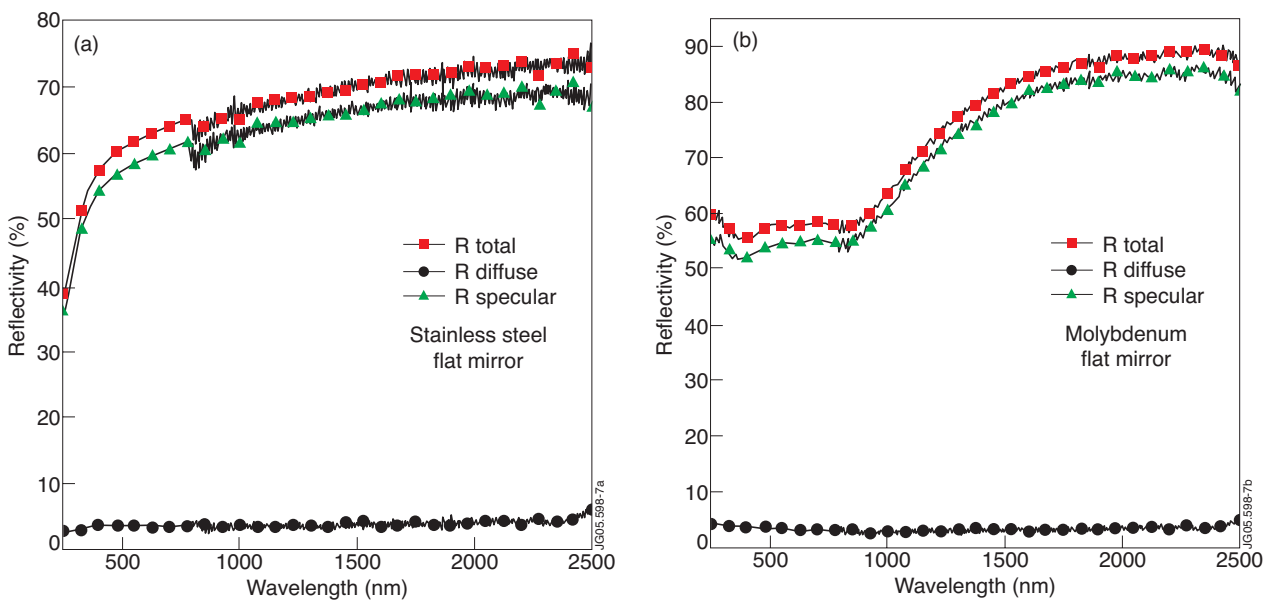 (a)
80
70
60
50
40
30
20
10
0
Reflectivity (%)
R total
R diffuse
R specular
Stainless steel
flat mirror
JG05.598-7a
500
1000
1500
2000
2500
Wavelength (nm)
(b)
90
80
70
60
50
40
30
20
10
0
Reflectivity (%)
R total
R diffuse
R specular
Molybdenum
flat mirror
JG05.598-7b
500
1000
1500
2000
2500
Wavelength (nm)